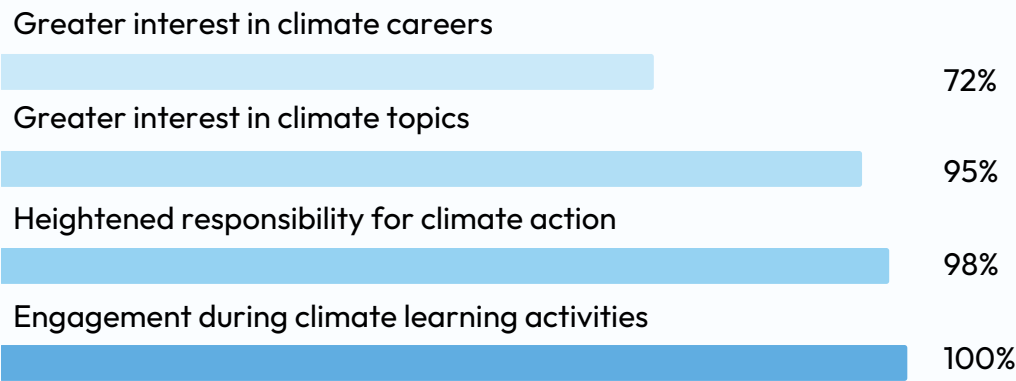 Greater interest in climate careers
72%
Greater interest in climate topics
95%
Heightened responsibility for climate action
98%
Engagement during climate learning activities
100%